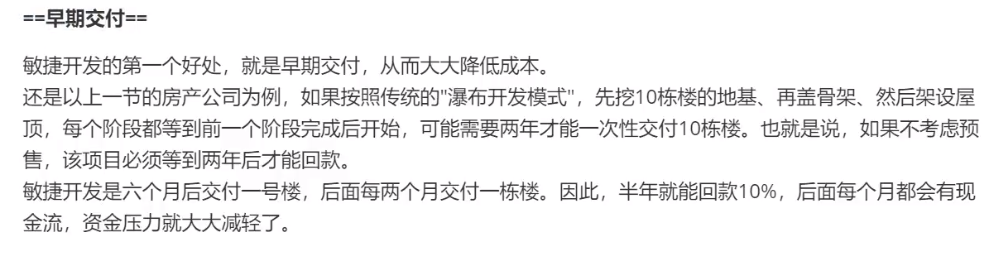 ==早期交付==
敏捷开发的第一个好处，就是早期交付，从而大大降低成本。
还是以上一节的房产公司为例，如果按照传统的"瀑布开发模式"，先挖10栋楼的地基、再盖骨架、然后架设屋
顶，每个阶段都等到前一个阶段完成后开始，可能需要两年才能一次性交付10栋楼。也就是说，如果不考虑预
售，该项目必须等到两年后才能回款。
敏捷开发是六个月后交付一号楼，后面每两个月交付一栋楼。因此，半年就能回款10%，后面每个月都会有现
金流，资金压力就大大减轻了。